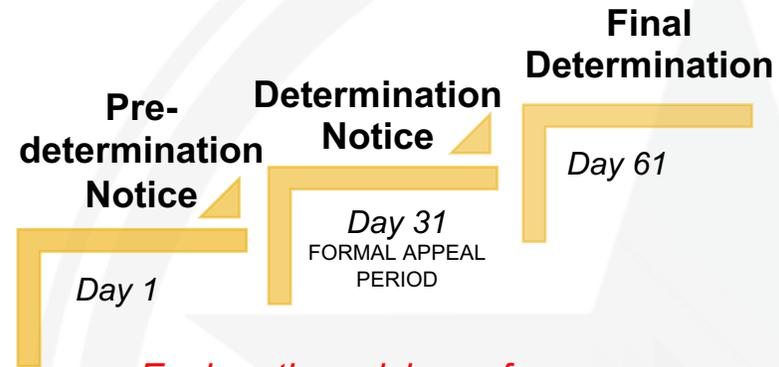 Pre-
determination
Notice
Day 1
Determination
Notice
Day 31
FORMAL APPEAL
PERIOD
Final
Determination
Day 61